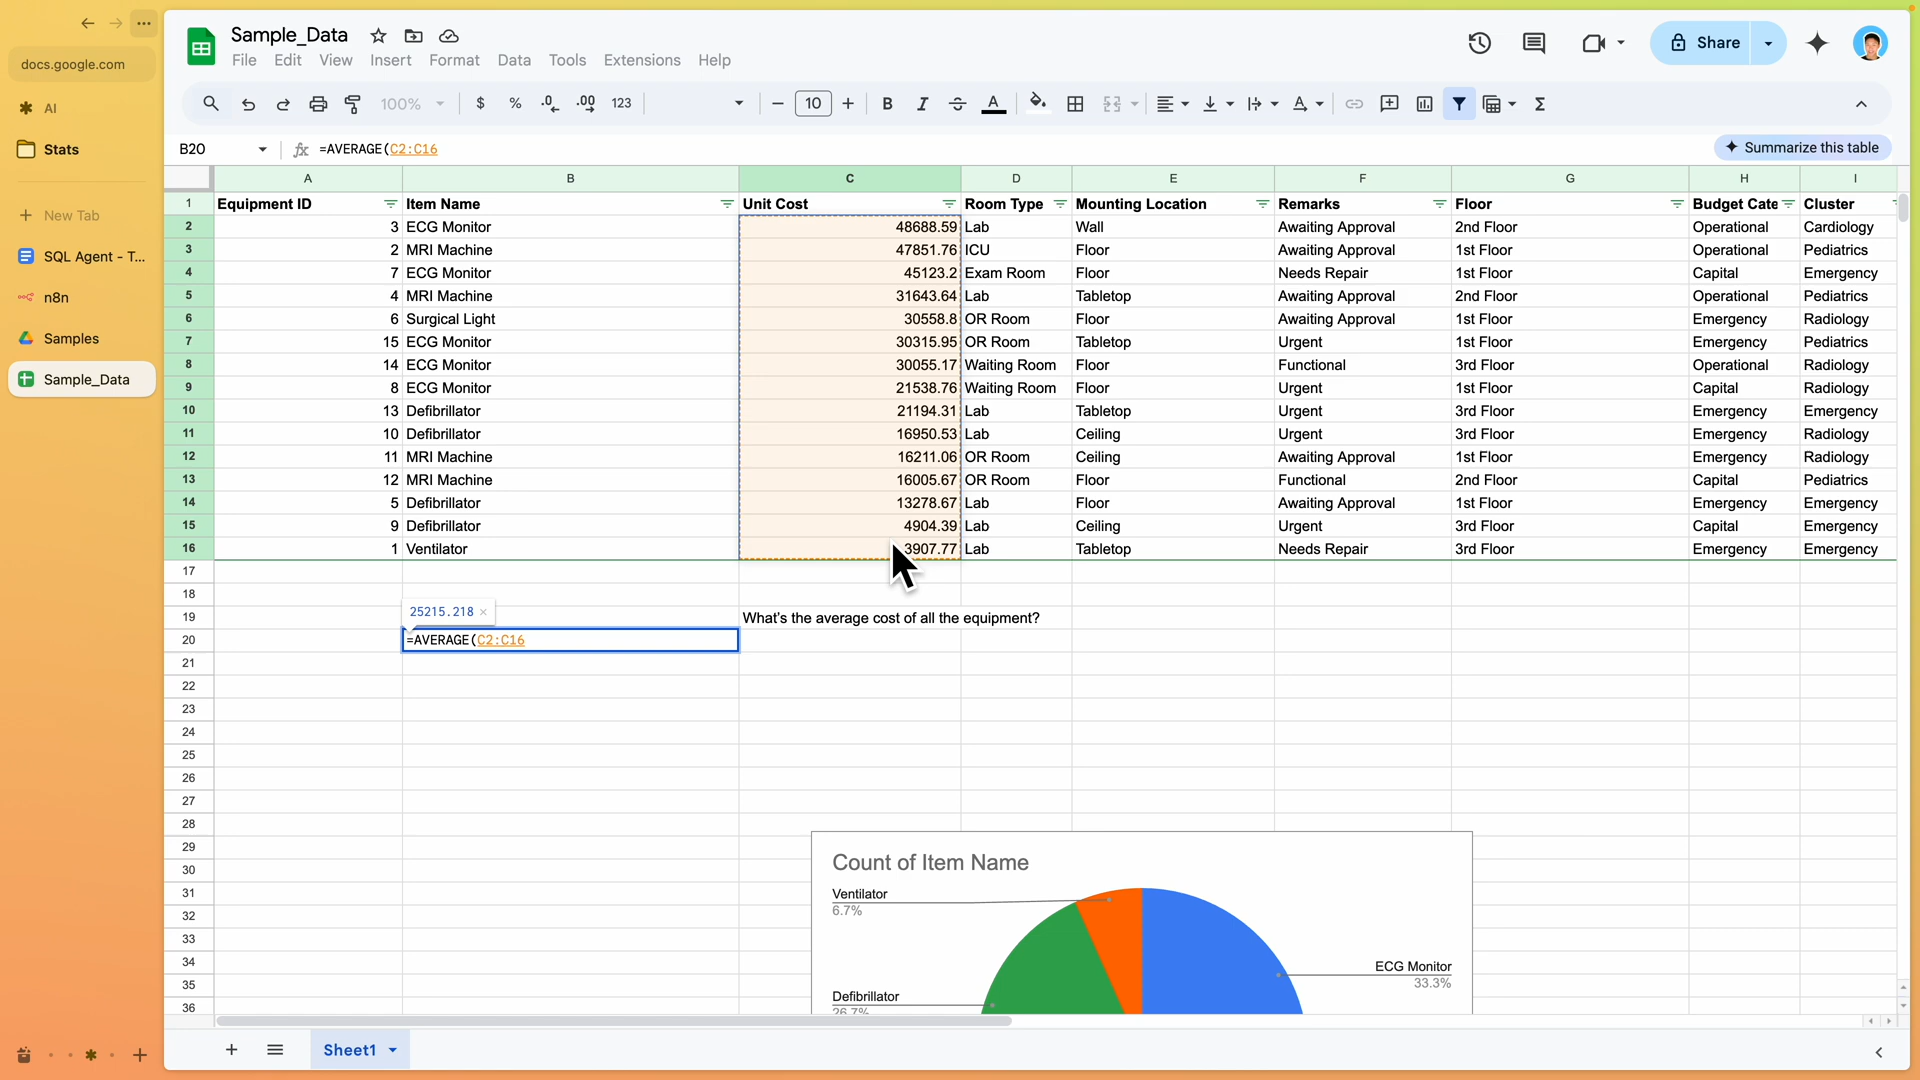 docs.google.com
AI
Stats
New Tab
SQL Agent - T...
n8n
Samples
Sample_Data
Sample_Data
File Edit View Insert Format Data Tools Extensions Help
Share
100% $ % .0 .00 123 10 B I A
B20 fx =AVERAGE(C2:C16
Summarize this table
A B C D E F G H I
1 Equipment ID Item Name Unit Cost Room Type Mounting Location Remarks Floor Budget Cate Cluster
2 3 ECG Monitor 48688.59 Lab Wall Awaiting Approval 2nd Floor Operational Cardiology
3 2 MRI Machine 47851.76 ICU Floor Awaiting Approval 1st Floor Operational Pediatrics
4 7 ECG Monitor 45123.2 Exam Room Floor Needs Repair 1st Floor Capital Emergency
5 4 MRI Machine 31643.64 Lab Tabletop Awaiting Approval 2nd Floor Operational Pediatrics
6 6 Surgical Light 30558.8 OR Room Floor Awaiting Approval 1st Floor Emergency Radiology
7 15 ECG Monitor 30315.95 OR Room Tabletop Urgent 1st Floor Emergency Pediatrics
8 14 ECG Monitor 30055.17 Waiting Room Floor Functional 3rd Floor Operational Radiology
9 8 ECG Monitor 21538.76 Waiting Room Floor Urgent 1st Floor Capital Radiology
10 13 Defibrillator 21194.31 Lab Tabletop Urgent 3rd Floor Emergency Emergency
11 10 Defibrillator 16950.53 Lab Ceiling Urgent 3rd Floor Emergency Radiology
12 11 MRI Machine 16211.06 OR Room Ceiling Awaiting Approval 1st Floor Emergency Radiology
13 12 MRI Machine 16005.67 OR Room Floor Functional 2nd Floor Capital Pediatrics
14 5 Defibrillator 13278.67 Lab Floor Awaiting Approval 1st Floor Emergency Emergency
15 9 Defibrillator 4904.39 Lab Ceiling Urgent 3rd Floor Capital Emergency
16 1 Ventilator 3907.77 Lab Tabletop Needs Repair 3rd Floor Emergency Emergency
17
18
25215.218 ×
19 What's the average cost of all the equipment?
20 =AVERAGE(C2:C16
21
22
23
24
25
26
27
28
29
30
31
32
33
34
35
36
Count of Item Name
Ventilator
6.7%
ECG Monitor
33.3%
Defibrillator
26.7%
Sheet1